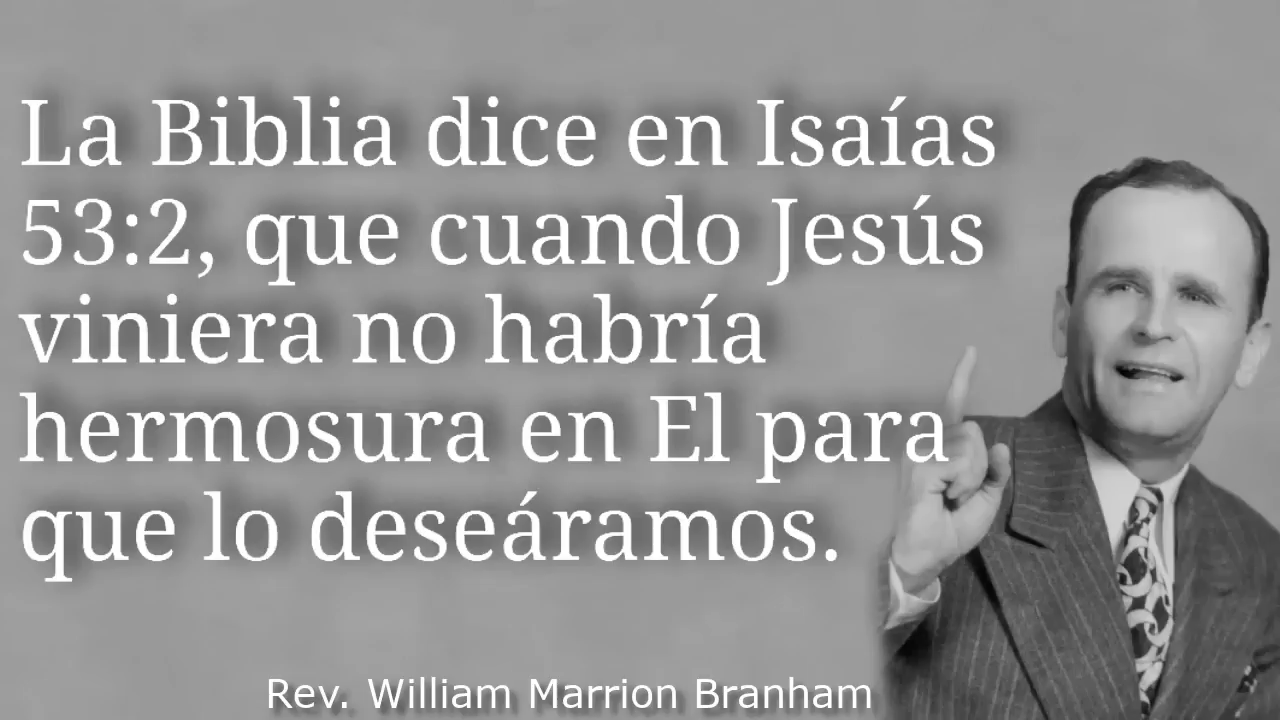 La Biblia dice en Isaías
53:2, que cuando Jesús
viniera no habría
hermosura en El para
que lo deseáramos.
Rev. William Marrion Branham